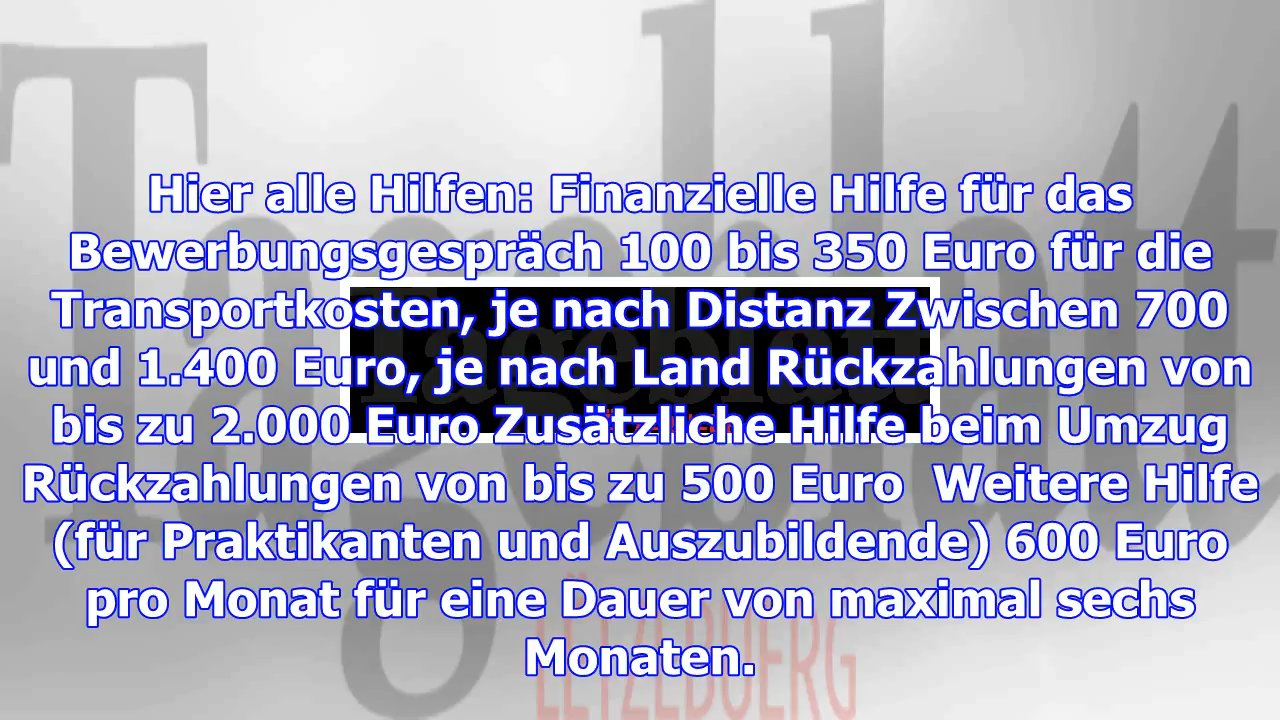 Hier alle Hilfen: Finanzielle Hilfe für das
Bewerbungsgespräch 100 bis 350 Euro für die
Transportkosten, je nach Distanz Zwischen 700
und 1.400 Euro, je nach Land Rückzahlungen von
bis zu 2.000 Euro Zusätzliche Hilfe beim Umzug
Rückzahlungen von bis zu 500 Euro  Weitere Hilfe
(für Praktikanten und Auszubildende) 600 Euro
pro Monat für eine Dauer von maximal sechs
Monaten.
Tageblatt
LËTZEBUERG
Tageblatt